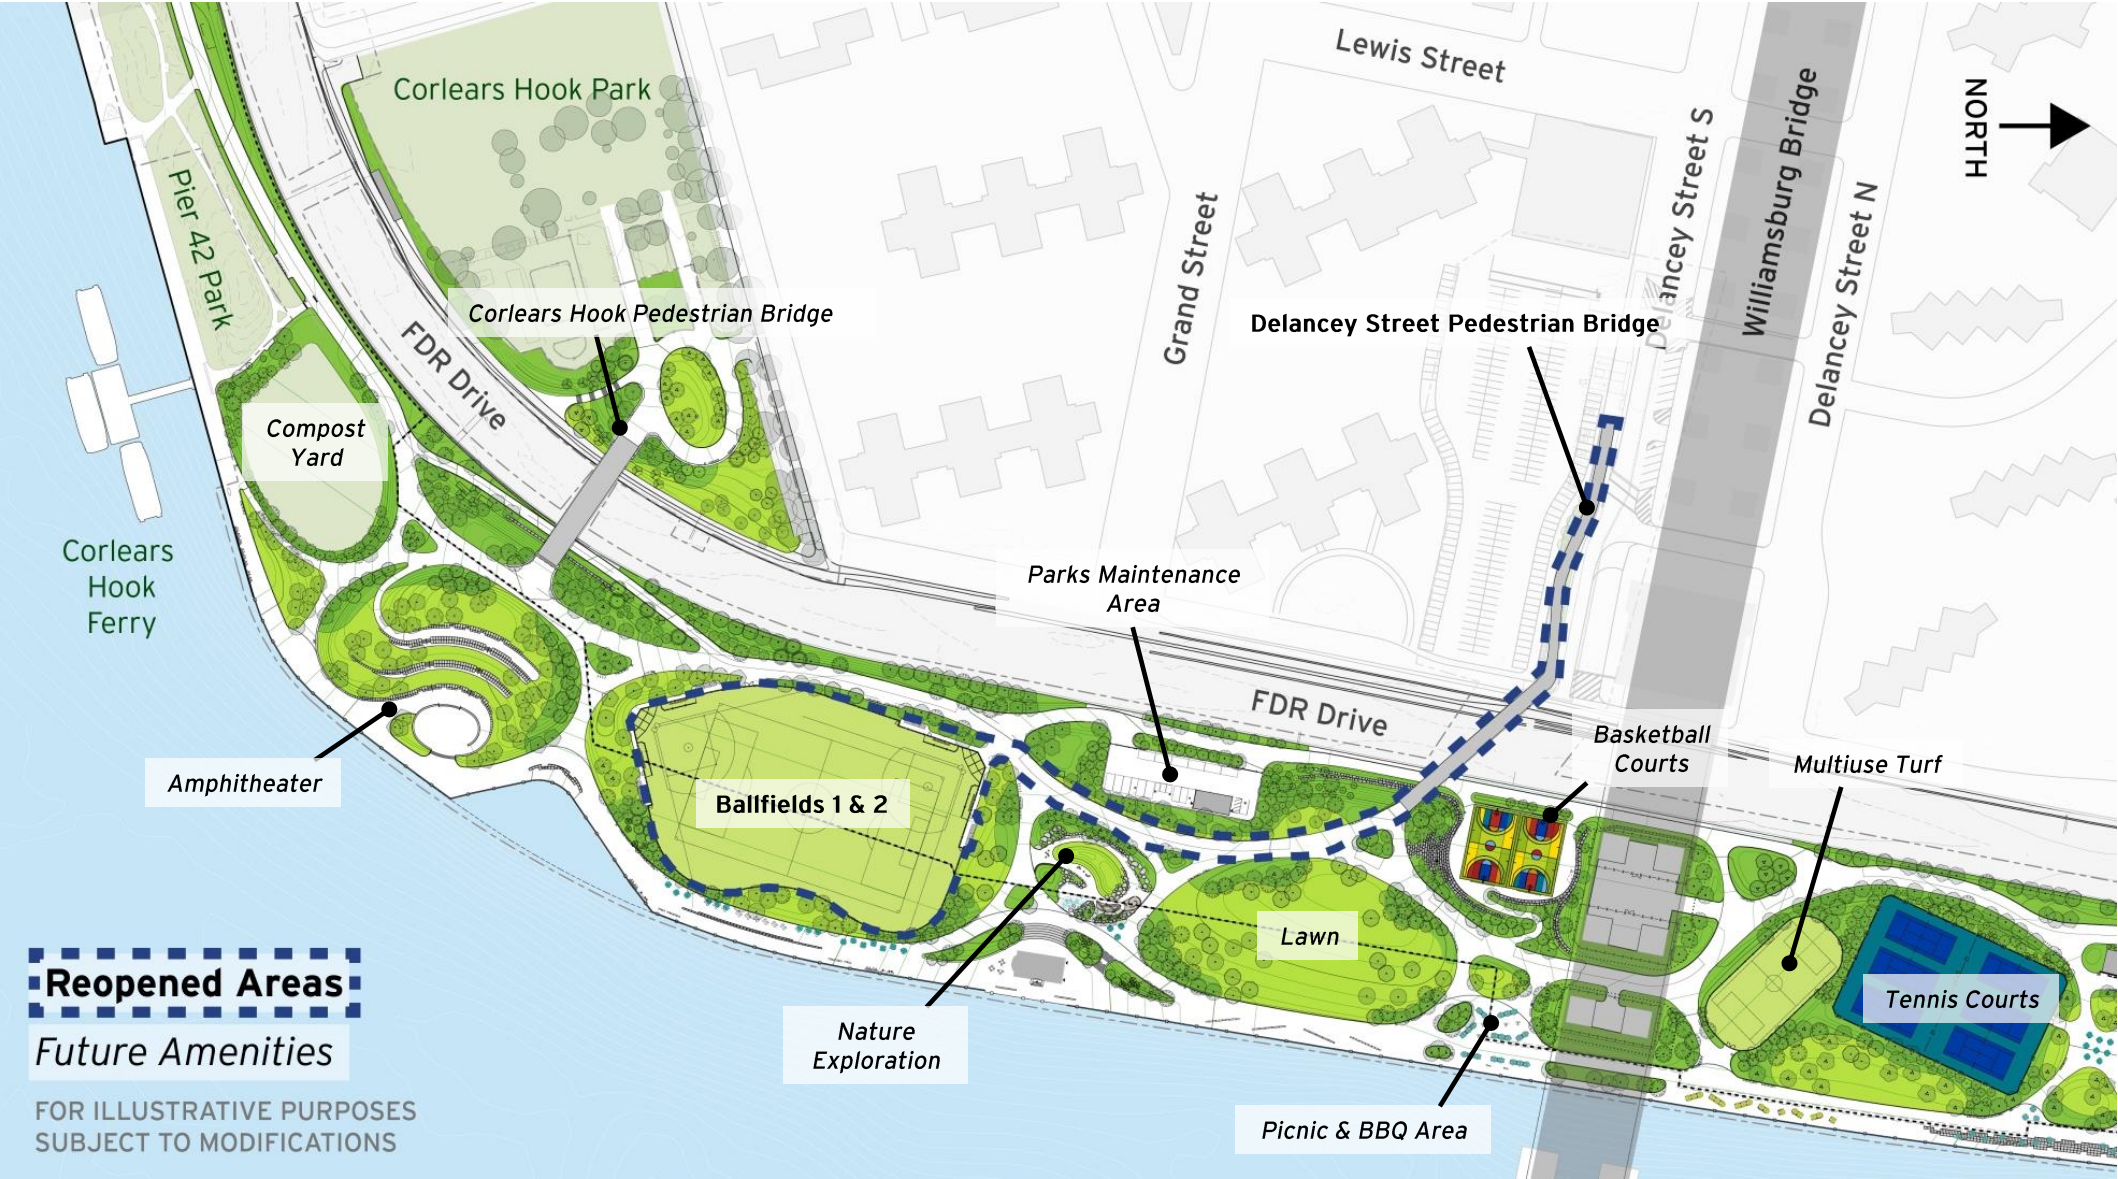 Lewis Street
Corlears Hook Park
NORTH
Williamsburg Bridge
Delancey Street S
Delancey Street N
Pier 42 Park
Grand Street
Corlears Hook Pedestrian Bridge
Delancey Street Pedestrian Bridge
FDR Drive
Compost
Yard
Corlears
Hook
Ferry
Parks Maintenance
Area
FDR Drive
Basketball
Courts
Multiuse Turf
Amphitheater
Ballfields 1 & 2
Lawn
Tennis Courts
Nature
Exploration
Picnic & BBQ Area
Reopened Areas
Future Amenities
FOR ILLUSTRATIVE PURPOSES
SUBJECT TO MODIFICATIONS